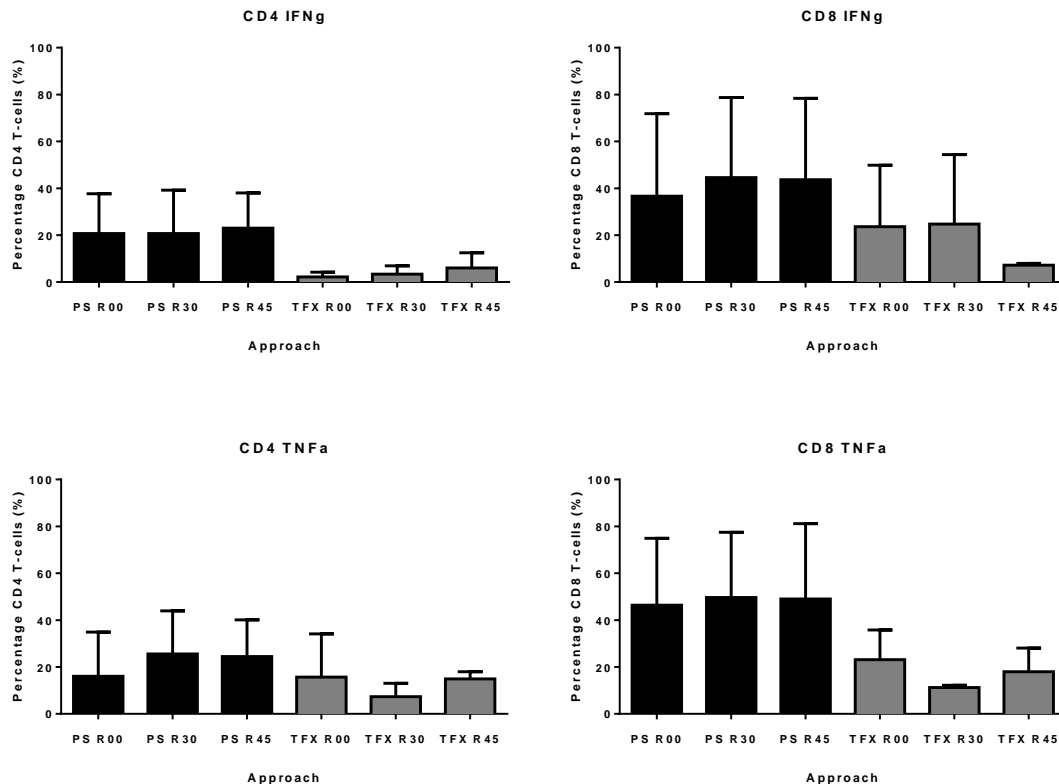 CD4 IFNg
Percentage CD4 T-cells (%)
100
80
60
40
20
0
PS R00 PS R30 PS R45 TFX R00 TFX R30 TFX R45
Approach
CD8 IFNg
Percentage CD8 T-cells (%)
100
80
60
40
20
0
PS R00 PS R30 PS R45 TFX R00 TFX R30 TFX R45
Approach
CD4 TNFa
Percentage CD4 T-cells (%)
100
80
60
40
20
0
PS R00 PS R30 PS R45 TFX R00 TFX R30 TFX R45
Approach
CD8 TNFa
Percentage CD8 T-cells (%)
100
80
60
40
20
0
PS R00 PS R30 PS R45 TFX R00 TFX R30 TFX R45
Approach